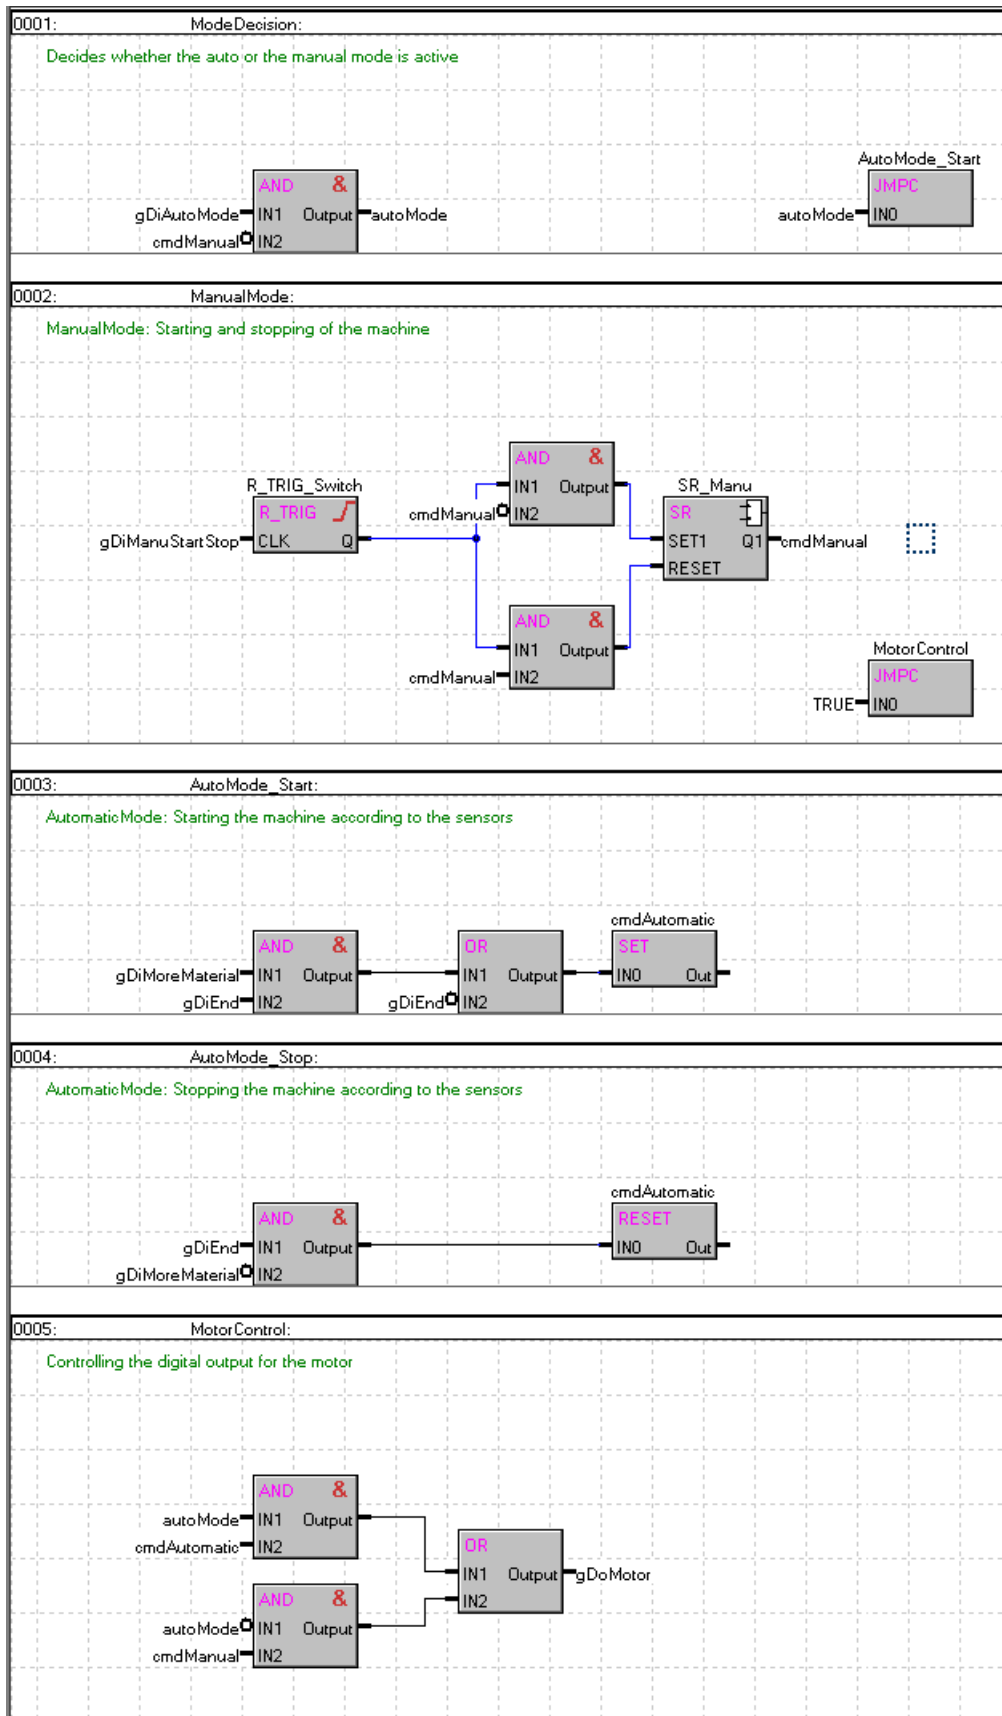 0001: ModeDecision:
Decides whether the auto or the manual mode is active
AutoMode_Start
AND &
JMPC
gDiAutoMode IN1 Output autoMode
autoMode IN0
cmdManual IN2
0002: ManualMode:
ManualMode: Starting and stopping of the machine
AND &
R_TRIG_Switch
IN1 Output
SR_Manu
R_TRIG
cmdManual IN2
SR
gDiManuStartStop CLK Q
SET1 Q1 cmdManual
RESET
AND &
IN1 Output
MotorControl
cmdManual IN2
JMPC
TRUE IN0
0003: AutoMode_Start:
AutomaticMode: Starting the machine according to the sensors
cmdAutomatic
AND &
OR
SET
gDiMoreMaterial IN1 Output
IN1 Output
IN0 Out
gDiEnd IN2
gDiEnd IN2
0004: AutoMode_Stop:
AutomaticMode: Stopping the machine according to the sensors
cmdAutomatic
AND &
RESET
gDiEnd IN1 Output
IN0 Out
gDiMoreMaterial IN2
0005: MotorControl:
Controlling the digital output for the motor
AND &
autoMode IN1 Output
cmdAutomatic IN2
OR
IN1 Output gDoMotor
IN2
AND &
autoMode IN1 Output
cmdManual IN2